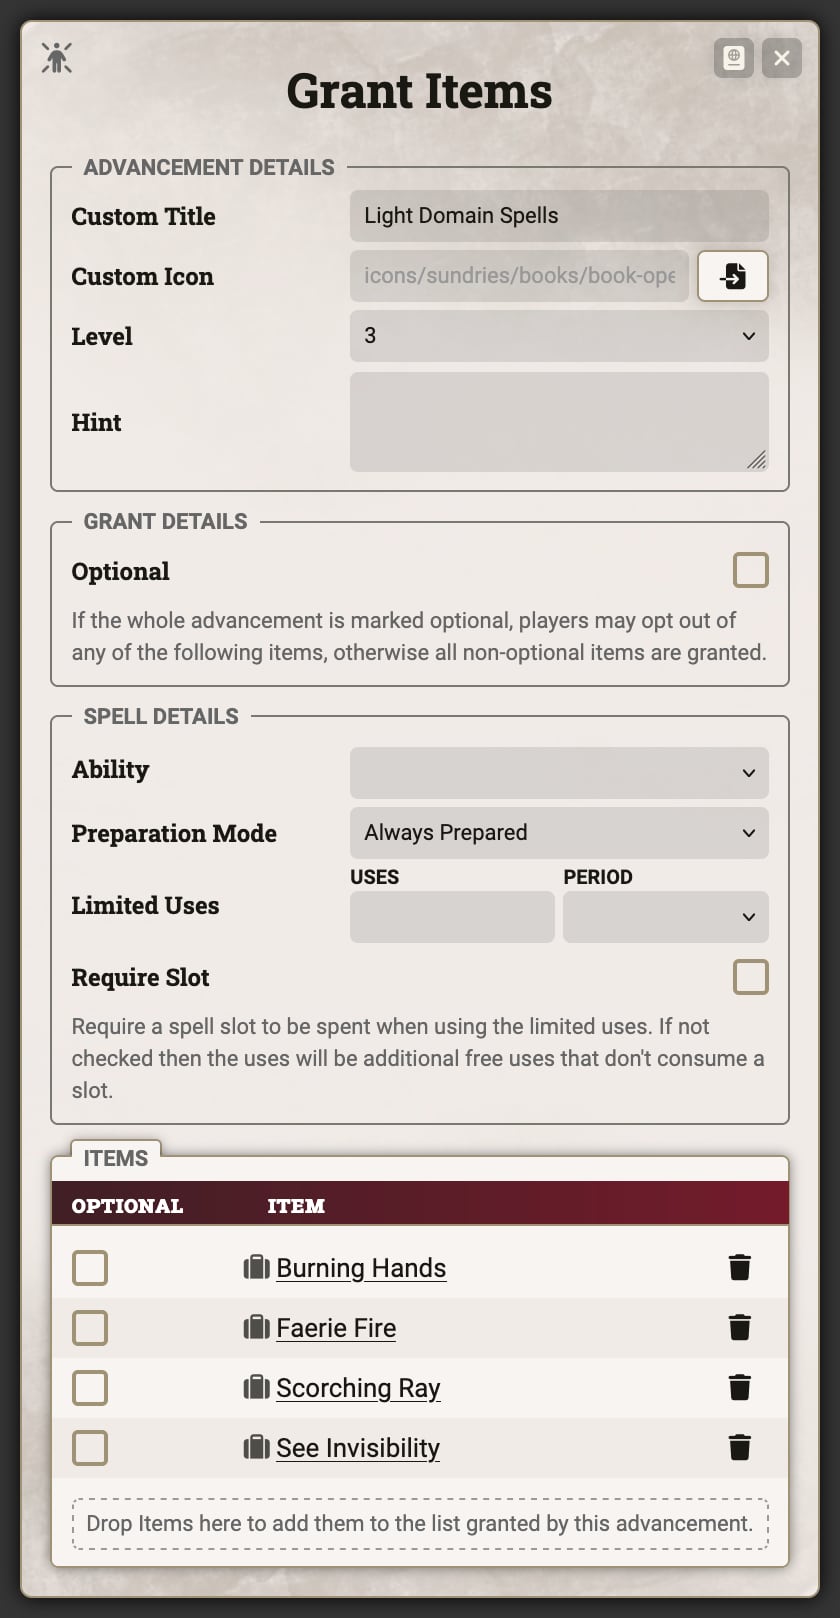 Grant Items
ADVANCEMENT DETAILS
Custom Title
Light Domain Spells
Custom Icon
icons/sundries/books/book-ope
Level
3
Hint
GRANT DETAILS
Optional
If the whole advancement is marked optional, players may opt out of
any of the following items, otherwise all non-optional items are granted.
SPELL DETAILS
Ability
Preparation Mode
Always Prepared
USES
PERIOD
Limited Uses
Require Slot
Require a spell slot to be spent when using the limited uses. If not
checked then the uses will be additional free uses that don't consume a
slot.
ITEMS
OPTIONAL ITEM
Burning Hands
Faerie Fire
Scorching Ray
See Invisibility
Drop Items here to add them to the list granted by this advancement.